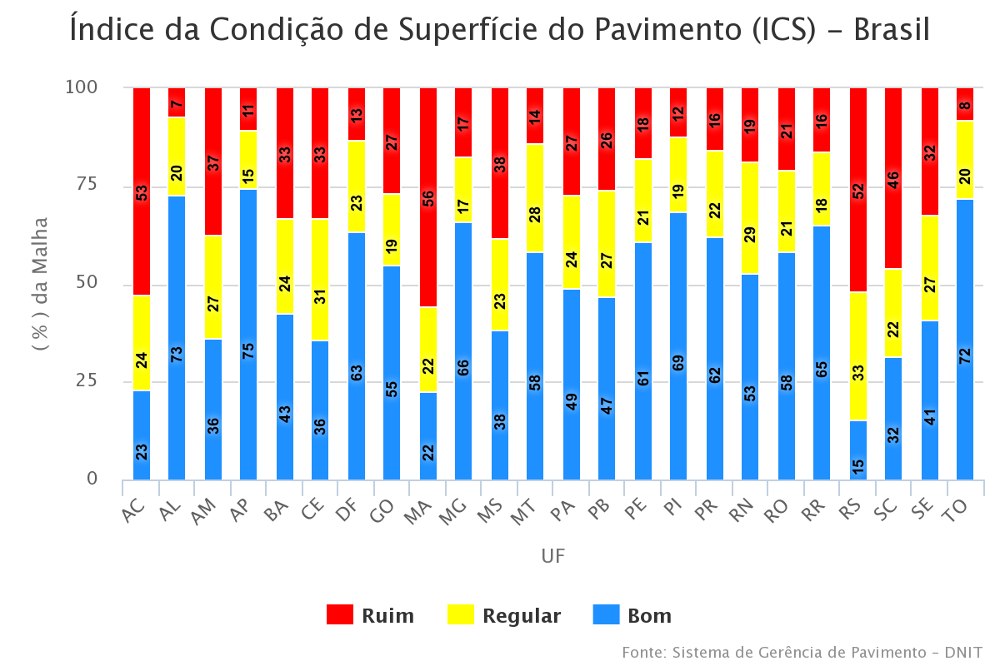 Índice da Condição de Superfície do Pavimento (ICS) - Brasil
100
75
50
25
0
( % ) da Malha
53 7 37 11 33 33 13 27 56 17 38 14 27 26 18 12 16 19 21 16 52 46 32 8
24 20 27 15 24 31 23 19 22 17 23 28 24 27 21 19 22 29 21 18 33 22 27 20
23 73 36 75 43 36 63 55 22 66 38 58 49 47 61 69 62 53 58 65 15 32 41 72
AC AL AM AP BA CE DF GO MA MG MS MT PA PB PE PI PR RN RO RR RS SC SE TO
UF
Ruim Regular Bom
Fonte: Sistema de Gerência de Pavimento - DNIT